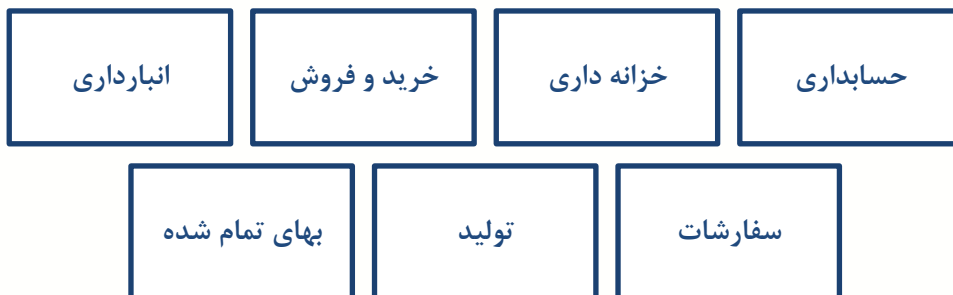 حسابداری
خزانه داری
خرید و فروش
انبارداری
سفارشات
تولید
بهای تمام شده